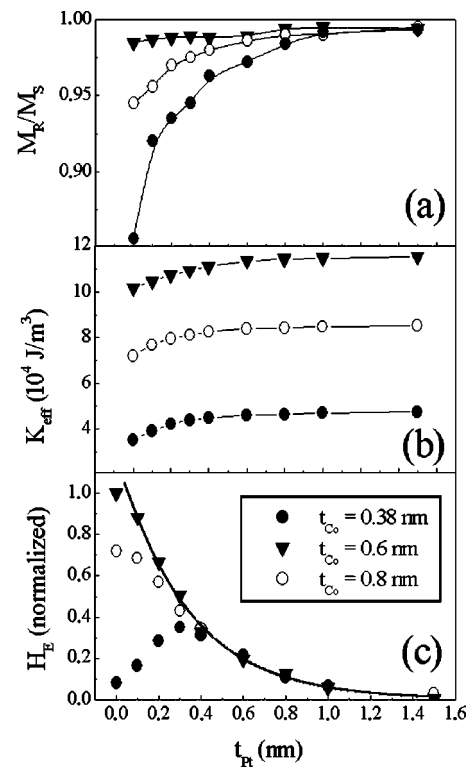 1.00
0.95
0.90
M_R/M_S
(a)
12
10
8
6
4
K_eff (10^4 J/m^3)
(b)
1.0
0.8
0.6
0.4
0.2
0.0
H_E (normalized)
t_Co = 0.38 nm
t_Co = 0.6 nm
t_Co = 0.8 nm
(c)
0.0 0.2 0.4 0.6 0.8 1.0 1.2 1.4 1.6
t_Pt (nm)